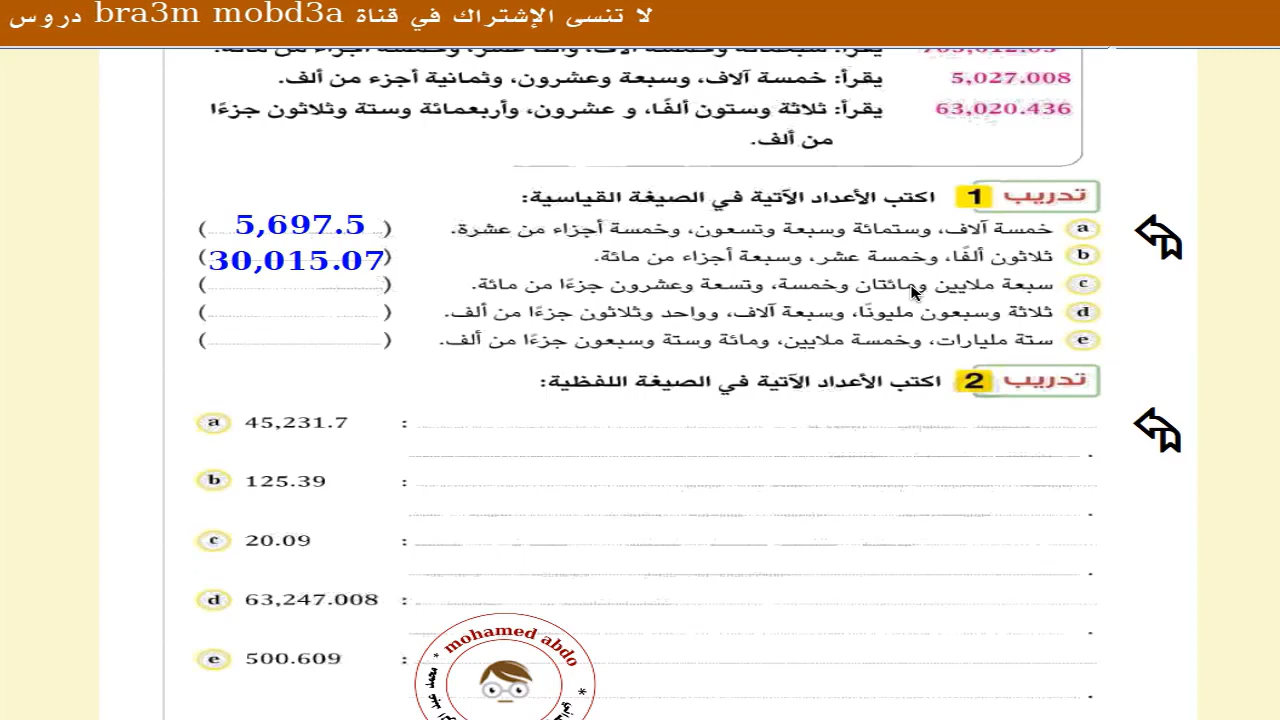 لا تنسى الإشتراك في قناة bra3m mobd3a دروس
5,027.008 يقرأ: خمسة آلاف، وسبعة وعشرون، وثمانية أجزء من ألف.
63,020.436 يقرأ: ثلاثة وستون ألفًا، و عشرون، وأربعمائة وستة وثلاثون جزءًا
من ألف.
تدريب 1 اكتب الأعداد الآتية في الصيغة القياسية:
a خمسة آلاف، وستمائة وسبعة وتسعون، وخمسة أجزاء من عشرة. ( 5,697.5 )
b ثلاثون ألفًا، وخمسة عشر، وسبعة أجزاء من مائة. ( 30,015.07 )
c سبعة ملايين ومائتان وخمسة، وتسعة وعشرون جزءًا من مائة. ( )
d ثلاثة وسبعون مليونًا، وسبعة آلاف، وواحد وثلاثون جزءًا من ألف. ( )
e ستة مليارات، وخمسة ملايين، ومائة وستة وسبعون جزءًا من ألف. ( )
تدريب 2 اكتب الأعداد الآتية في الصيغة اللفظية:
a 45,231.7 :
b 125.39 :
c 20.09 :
d 63,247.008 :
e 500.609 :
mohamed abdo